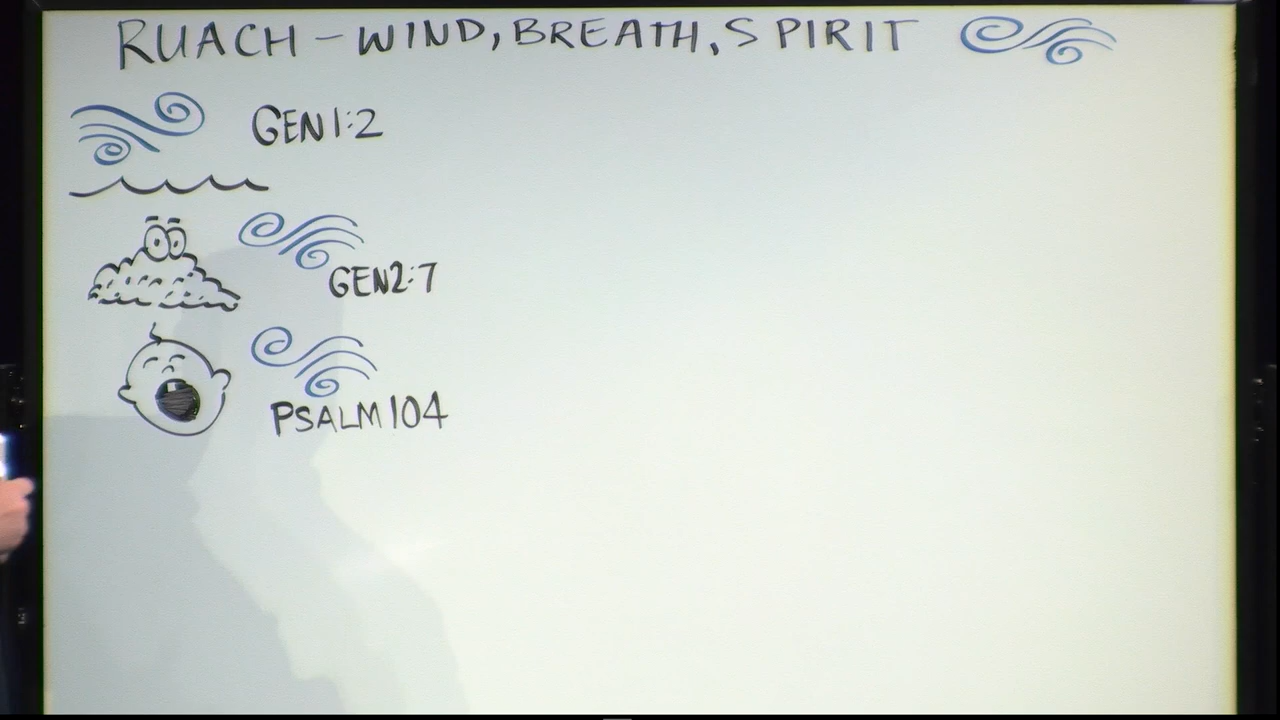 RUACH - WIND, BREATH, SPIRIT
GEN 1:2
GEN 2:7
PSALM 104